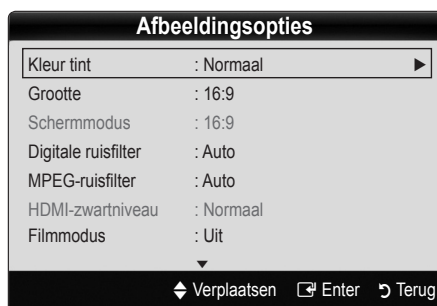 Afbeeldingsopties
Kleur tint : Normaal ►
Grootte : 16:9
Schermmodus : 16:9
Digitale ruisfilter : Auto
MPEG-ruisfilter : Auto
HDMI-zwartniveau : Normaal
Filmmodus : Uit
▼
Verplaatsen Enter Terug